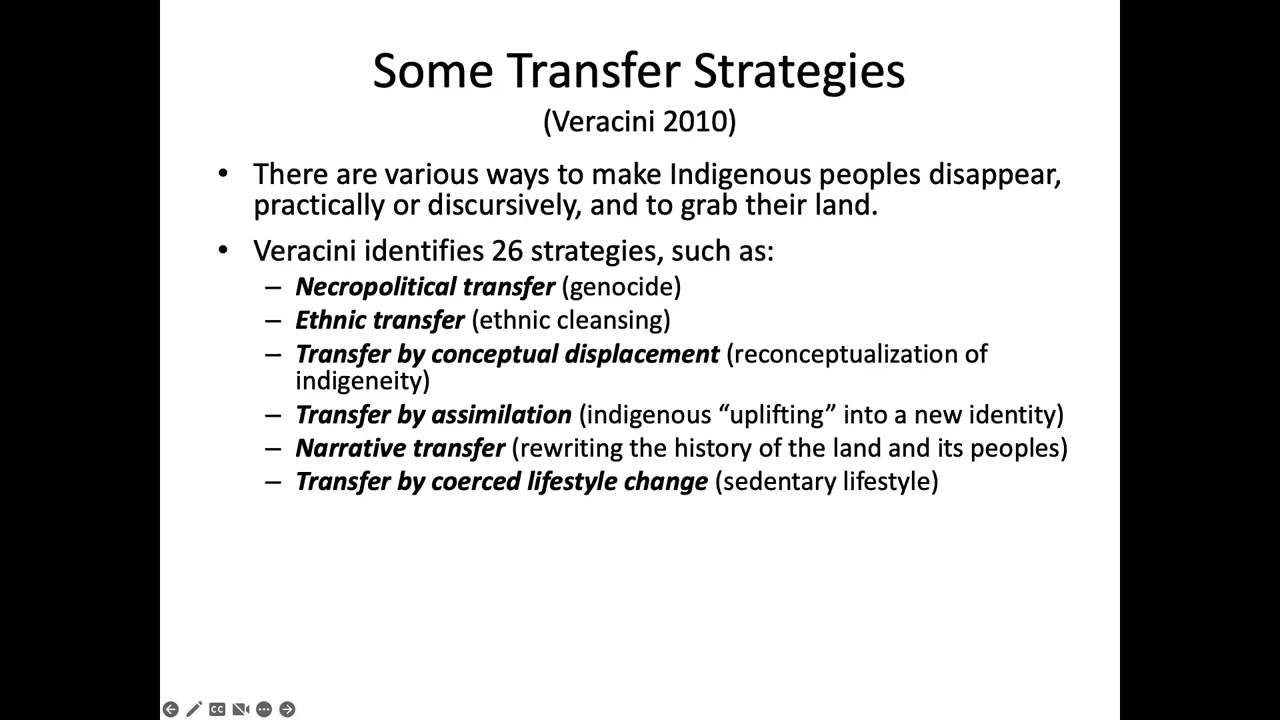 Some Transfer Strategies
(Veracini 2010)
• There are various ways to make Indigenous peoples disappear,
practically or discursively, and to grab their land.
• Veracini identifies 26 strategies, such as:
– Necropolitical transfer (genocide)
– Ethnic transfer (ethnic cleansing)
– Transfer by conceptual displacement (reconceptualization of
indigeneity)
– Transfer by assimilation (indigenous “uplifting” into a new identity)
– Narrative transfer (rewriting the history of the land and its peoples)
– Transfer by coerced lifestyle change (sedentary lifestyle)
CC